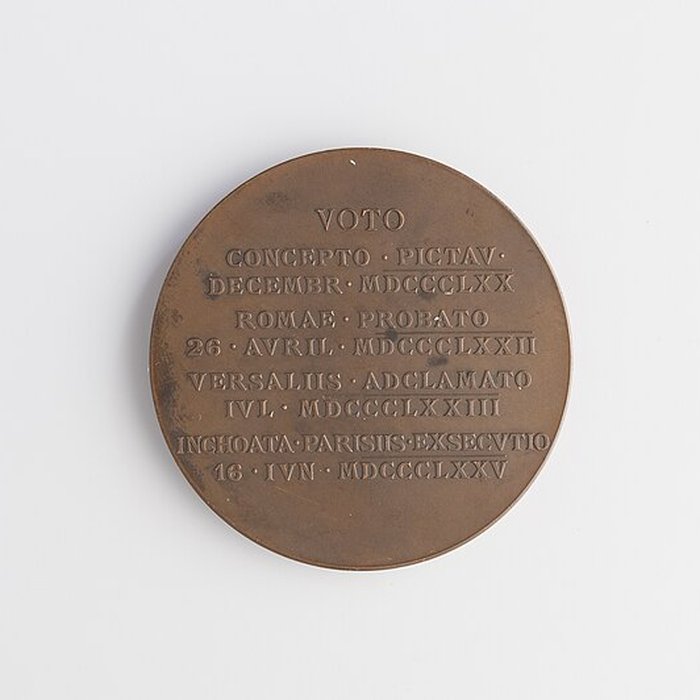 VOTO
CONCEPTO · PICTAV·
DECEMBR · MDCCCLXX
ROMAE · PROBATO
26 · AVRIL · MDCCCLXXII
VERSALIIS · ADCLAMATO
IVL · MDCCCLXXIII
INCHOATA·PARISIIS·EXSECVTIO
16 · IVN · MDCCCLXXV